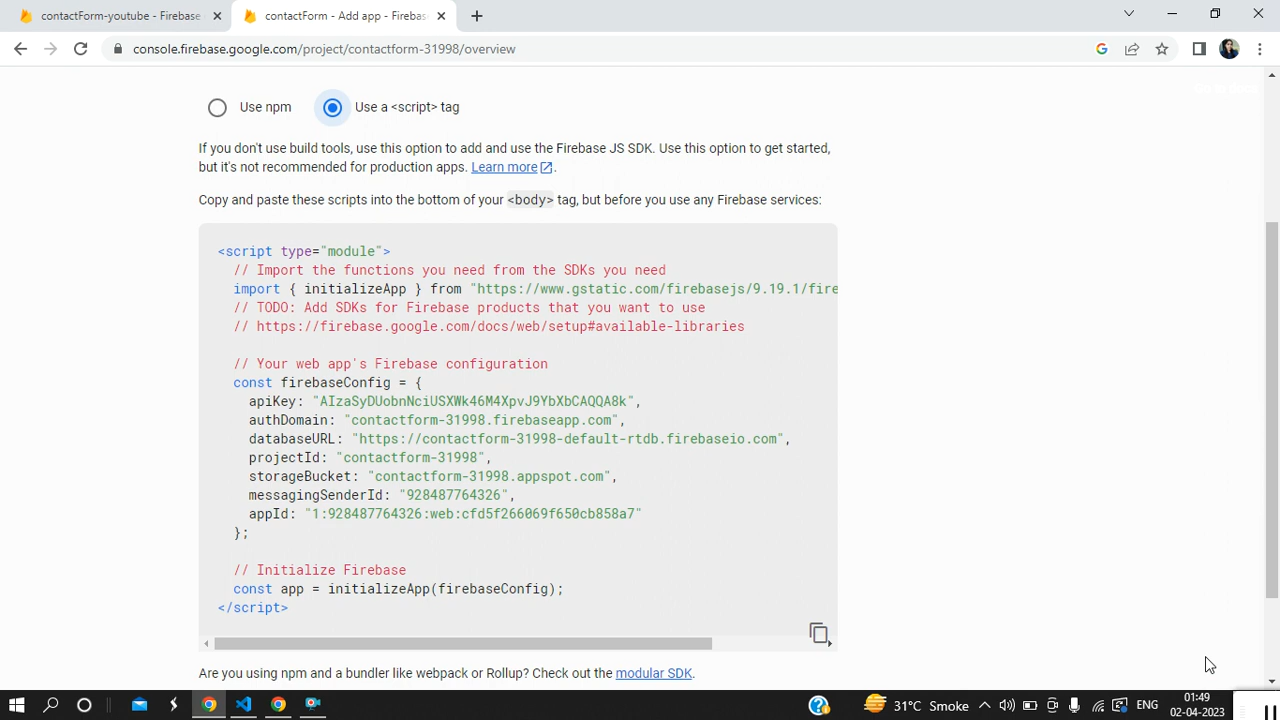 contactForm-youtube - Firebase
contactForm - Add app - Firebas
console.firebase.google.com/project/contactform-31998/overview
Use npm
Use a <script> tag
If you don't use build tools, use this option to add and use the Firebase JS SDK. Use this option to get started,
but it's not recommended for production apps. Learn more.
Copy and paste these scripts into the bottom of your <body> tag, but before you use any Firebase services:
<script type="module">
// Import the functions you need from the SDKs you need
import { initializeApp } from "https://www.gstatic.com/firebasejs/9.19.1/fire
// TODO: Add SDKs for Firebase products that you want to use
// https://firebase.google.com/docs/web/setup#available-libraries
// Your web app's Firebase configuration
const firebaseConfig = {
apiKey: "AIzaSyDUobnNciUSXWk46M4XpvJ9YbXbCAQQA8k",
authDomain: "contactform-31998.firebaseapp.com",
databaseURL: "https://contactform-31998-default-rtdb.firebaseio.com",
projectId: "contactform-31998",
storageBucket: "contactform-31998.appspot.com",
messagingSenderId: "928487764326",
appId: "1:928487764326:web:cfd5f266069f650cb858a7"
};
// Initialize Firebase
const app = initializeApp(firebaseConfig);
</script>
Are you using npm and a bundler like webpack or Rollup? Check out the modular SDK.
31°C Smoke
ENG
01:49
02-04-2023